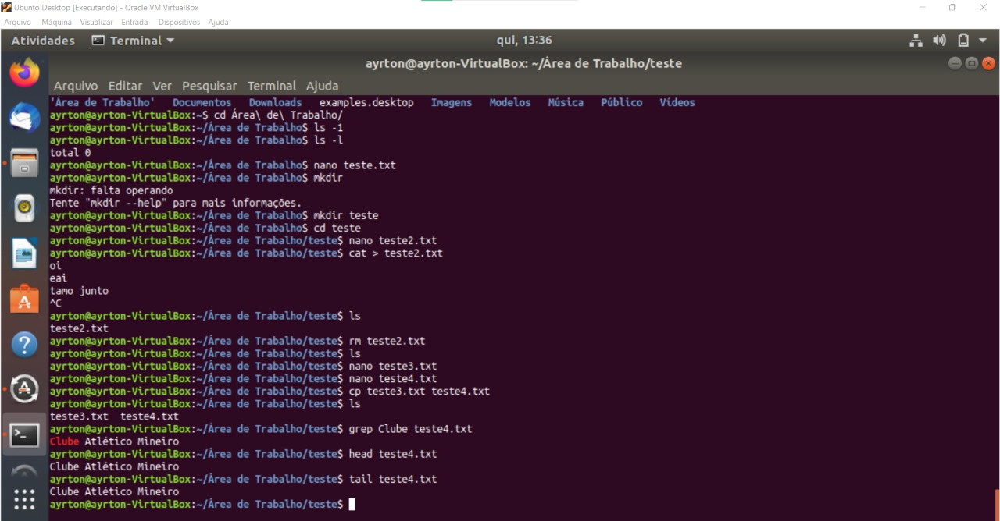 Ubunto Desktop [Executando] - Oracle VM VirtualBox
Arquivo Máquina Visualizar Entrada Dispositivos Ajuda
Atividades Terminal qui, 13:36
ayrton@ayrton-VirtualBox: ~/Área de Trabalho/teste
Arquivo Editar Ver Pesquisar Terminal Ajuda
'Área de Trabalho' Documentos Downloads examples.desktop Imagens Modelos Música Público Vídeos
ayrton@ayrton-VirtualBox:~$ cd Área\ de\ Trabalho/
ayrton@ayrton-VirtualBox:~/Área de Trabalho$ ls -1
ayrton@ayrton-VirtualBox:~/Área de Trabalho$ ls -l
total 0
ayrton@ayrton-VirtualBox:~/Área de Trabalho$ nano teste.txt
ayrton@ayrton-VirtualBox:~/Área de Trabalho$ mkdir
mkdir: falta operando
Tente "mkdir --help" para mais informações.
ayrton@ayrton-VirtualBox:~/Área de Trabalho$ mkdir teste
ayrton@ayrton-VirtualBox:~/Área de Trabalho$ cd teste
ayrton@ayrton-VirtualBox:~/Área de Trabalho/teste$ nano teste2.txt
ayrton@ayrton-VirtualBox:~/Área de Trabalho/teste$ cat > teste2.txt
oi
eai
tamo junto
^C
ayrton@ayrton-VirtualBox:~/Área de Trabalho/teste$ ls
teste2.txt
ayrton@ayrton-VirtualBox:~/Área de Trabalho/teste$ rm teste2.txt
ayrton@ayrton-VirtualBox:~/Área de Trabalho/teste$ ls
ayrton@ayrton-VirtualBox:~/Área de Trabalho/teste$ nano teste3.txt
ayrton@ayrton-VirtualBox:~/Área de Trabalho/teste$ nano teste4.txt
ayrton@ayrton-VirtualBox:~/Área de Trabalho/teste$ cp teste3.txt teste4.txt
ayrton@ayrton-VirtualBox:~/Área de Trabalho/teste$ ls
teste3.txt teste4.txt
ayrton@ayrton-VirtualBox:~/Área de Trabalho/teste$ grep Clube teste4.txt
Clube Atlético Mineiro
ayrton@ayrton-VirtualBox:~/Área de Trabalho/teste$ head teste4.txt
Clube Atlético Mineiro
ayrton@ayrton-VirtualBox:~/Área de Trabalho/teste$ tail teste4.txt
Clube Atlético Mineiro
ayrton@ayrton-VirtualBox:~/Área de Trabalho/teste$